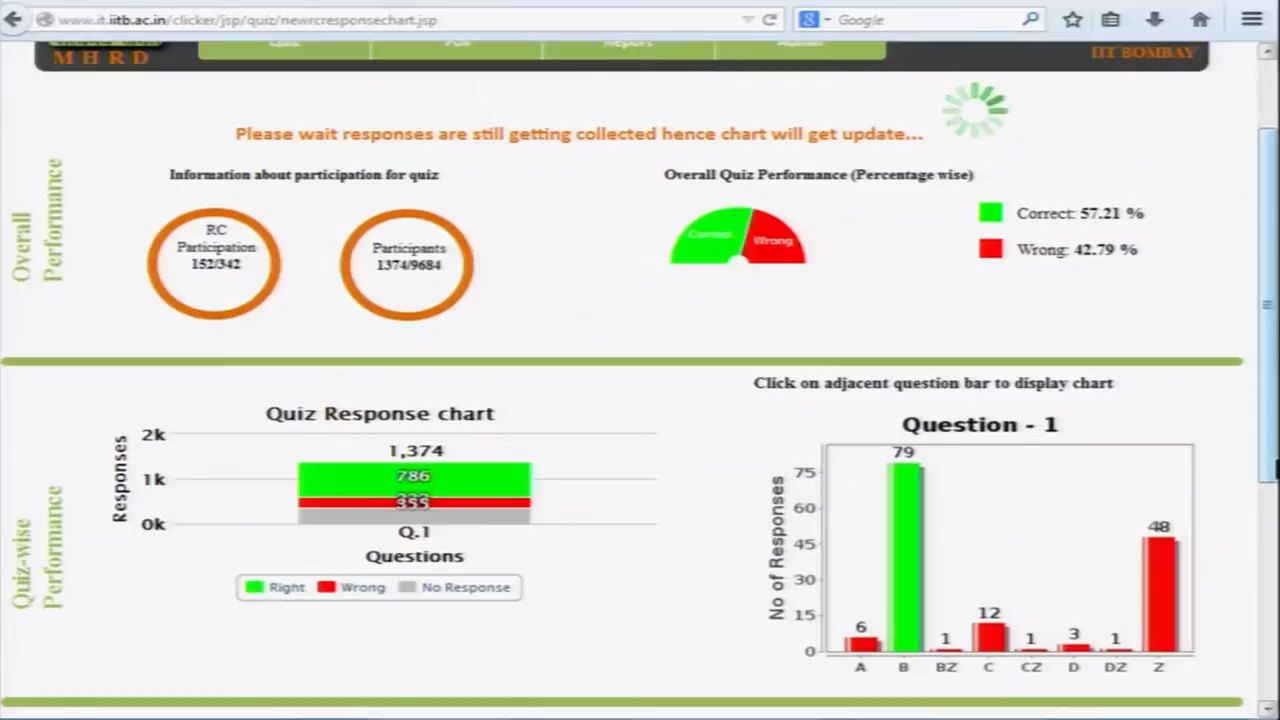 www.it.iitb.ac.in/clicker/jsp/quiz/newrcresponsechart.jsp
Google
M H R D
Quiz
Report
IIT BOMBAY
Please wait responses are still getting collected hence chart will get update...
Overall Performance
Information about participation for quiz
RC
Participation
152/342
Participants
1374/9684
Overall Quiz Performance (Percentage wise)
Correct
Wrong
Correct: 57.21 %
Wrong: 42.79 %
Quiz-wise Performance
Quiz Response chart
Responses
2k
1k
0k
1,374
786
355
Q.1
Questions
Right
Wrong
No Response
Click on adjacent question bar to display chart
Question - 1
No of Responses
75
60
45
30
15
0
6
79
1
12
1
3
1
48
A
B
BZ
C
CZ
D
DZ
Z